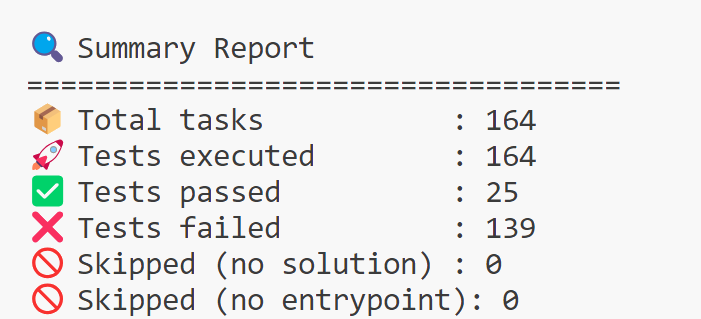 🔍 Summary Report
===================================
📦 Total tasks : 164
🚀 Tests executed : 164
✅ Tests passed : 25
❌ Tests failed : 139
🚫 Skipped (no solution) : 0
🚫 Skipped (no entrypoint): 0